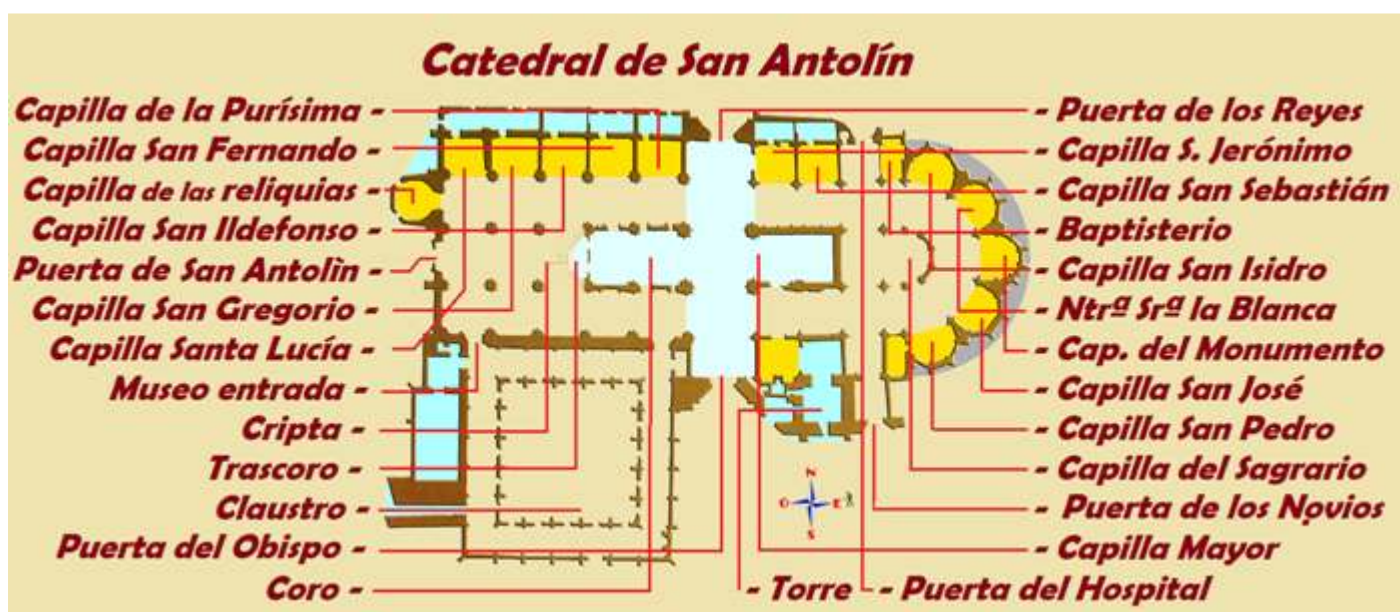 Catedral de San Antolín
Capilla de la Purísima -
Capilla San Fernando -
Capilla de las reliquias -
Capilla San Ildefonso -
Puerta de San Antolìn -
Capilla San Gregorio -
Capilla Santa Lucía -
Museo entrada -
Cripta -
Trascoro -
Claustro -
Puerta del Obispo -
Coro -
- Puerta de los Reyes
- Capilla S. Jerónimo
- Capilla San Sebastián
- Baptisterio
- Capilla San Isidro
- Ntrª Srª la Blanca
- Cap. del Monumento
- Capilla San José
- Capilla San Pedro
- Capilla del Sagrario
- Puerta de los Novios
- Capilla Mayor
- Torre
- Puerta del Hospital
N
O
E
S